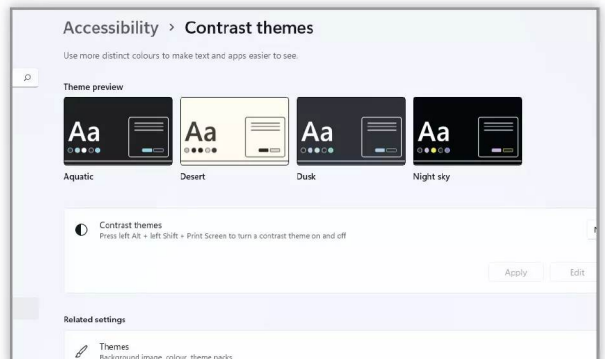 Accessibility > Contrast themes
Use more distinct colours to make text and apps easier to see.
Theme preview
Aa
Aa
Aa
Aa
Aquatic
Desert
Dusk
Night sky
Contrast themes
Press left Alt + left Shift + Print Screen to turn a contrast theme on and off
Apply
Edit
Related settings
Themes
Background image, colour, theme packs